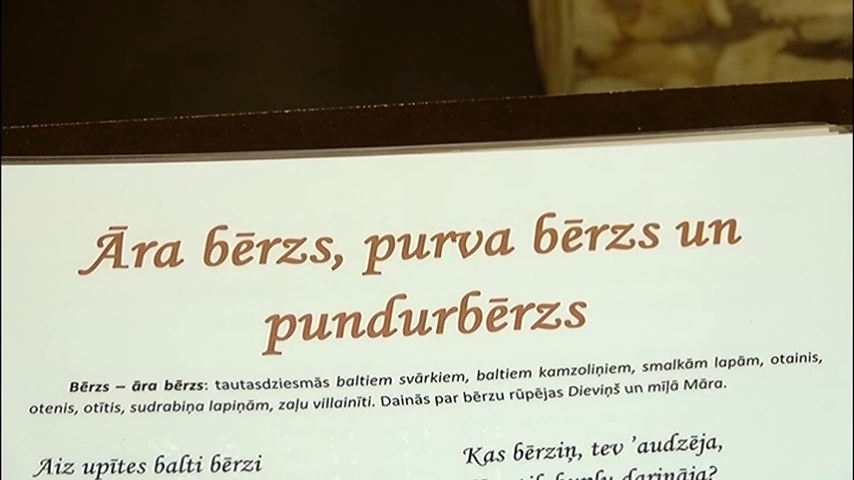 Āra bērzs, purva bērzs un
pundurbērzs
Bērzs – āra bērzs: tautasdziesmās baltiem svārkiem, baltiem kamzoliņiem, smalkām lapām, otainis,
otenis, otītis, sudrabiņa lapiņām, zaļu villainīti. Dainās par bērzu rūpējas Dieviņš un mīļā Māra.
Aiz upītes balti bērzi
Kas bērziņ, tev 'audzēja,
darināja?